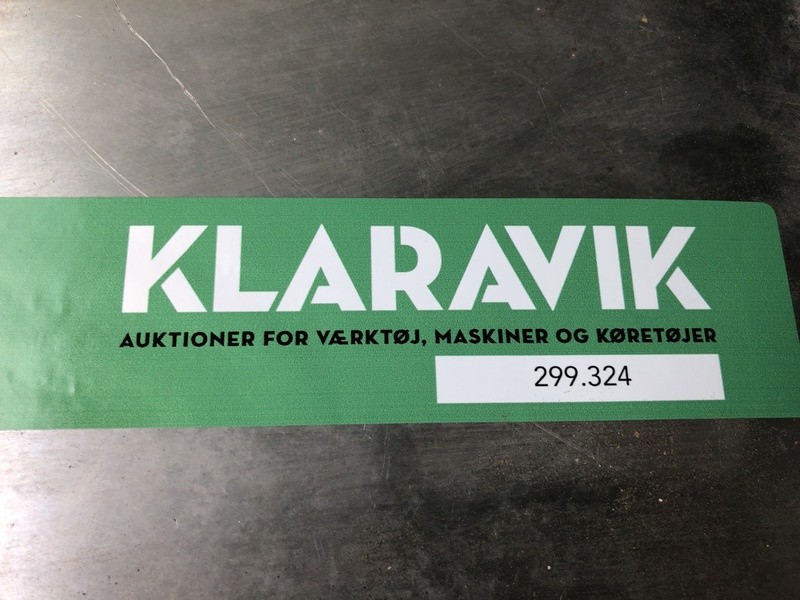 KLARAVIK
AUKTIONER FOR VÆRKTØJ, MASKINER OG KØRETØJER
299.324